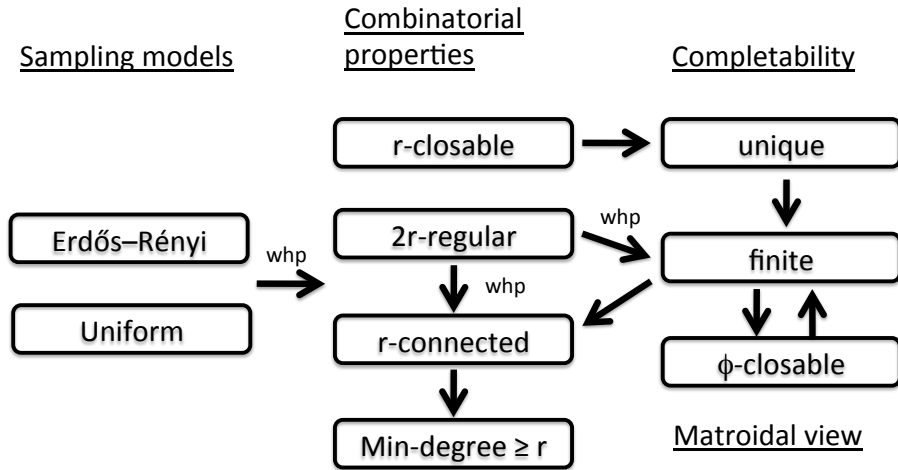 Sampling models
Combinatorial
properties
Completability
r-closable
unique
Erdős–Rényi
Uniform
whp
2r-regular
whp
finite
whp
r-connected
ϕ-closable
Min-degree ≥ r
Matroidal view